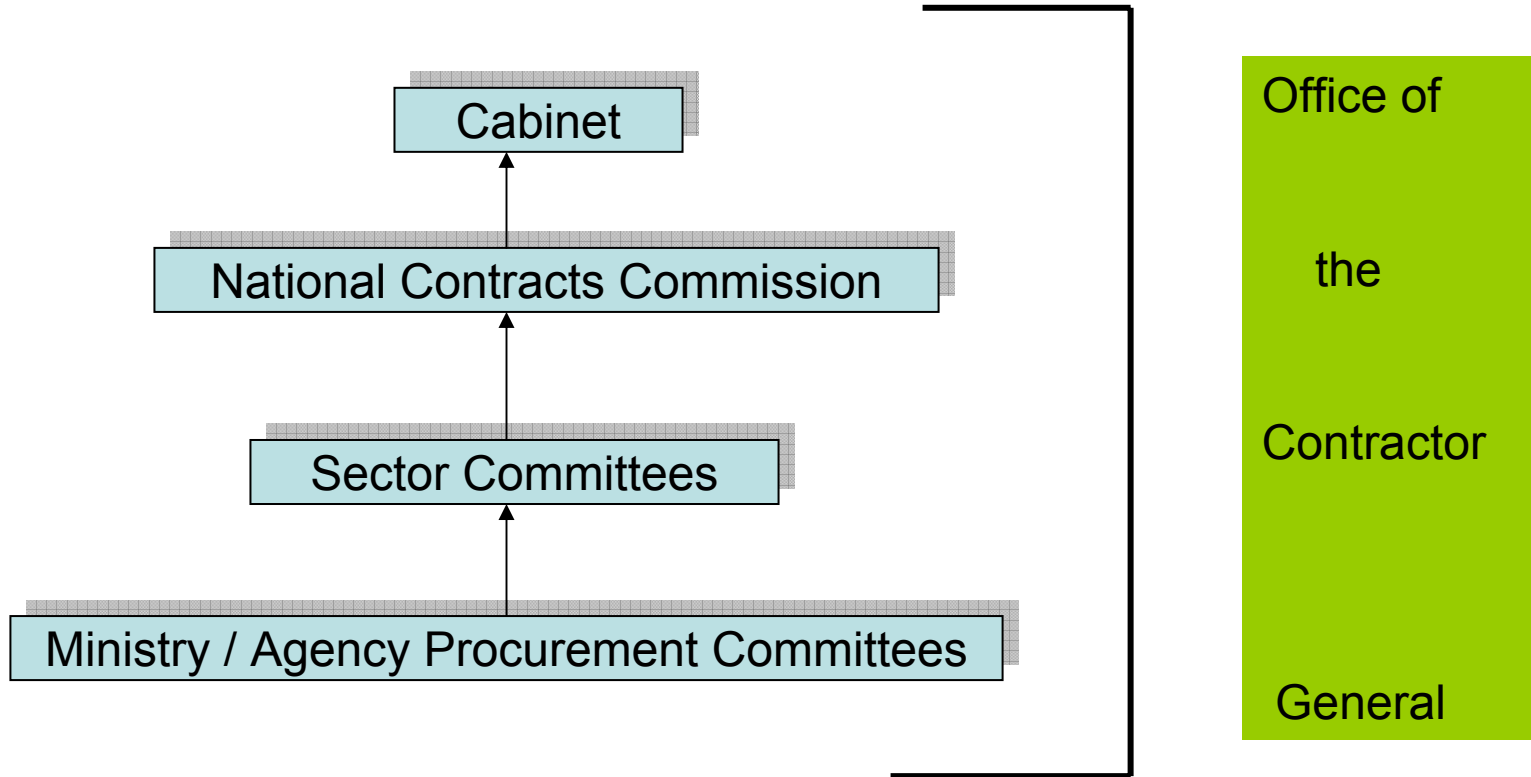 Cabinet
National Contracts Commission
Sector Committees
Ministry / Agency Procurement Committees
Office of
the
Contractor
General